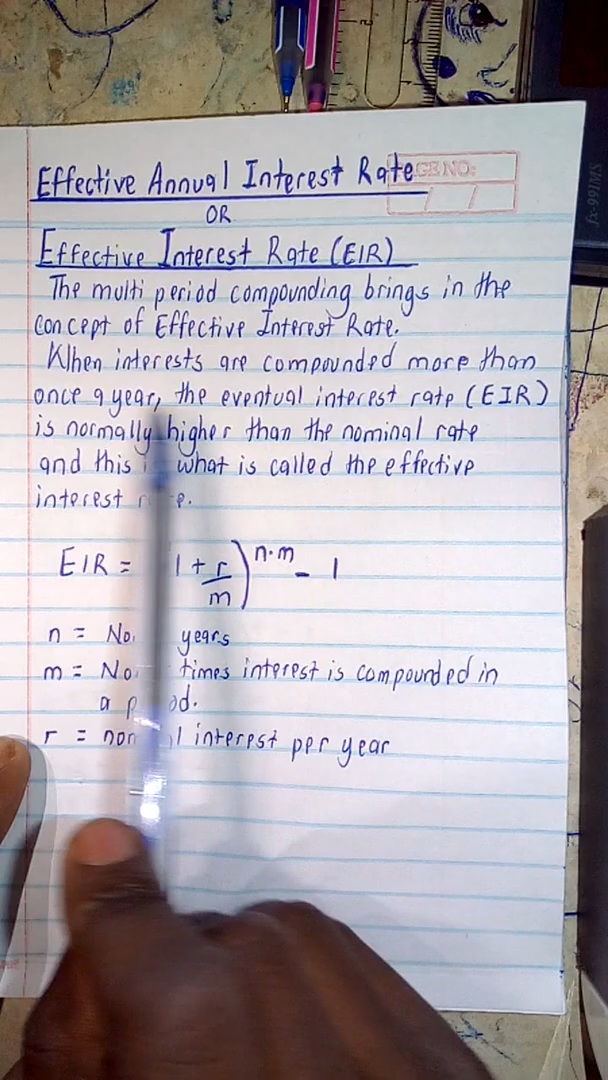 Effective Annual Interest Rate
GE NO:
OR
Effective Interest Rate (EIR)
The multi period compounding brings in the
concept of Effective Interest Rate.
When interests are compounded more than
once a year, the eventual interest rate (EIR)
is normally higher than the nominal rate
and this what is called the effective
interest
EIR = 1 + r/m )^n.m - 1
n = No. years
m = No. times interest is compounded in
a
r = interest per year